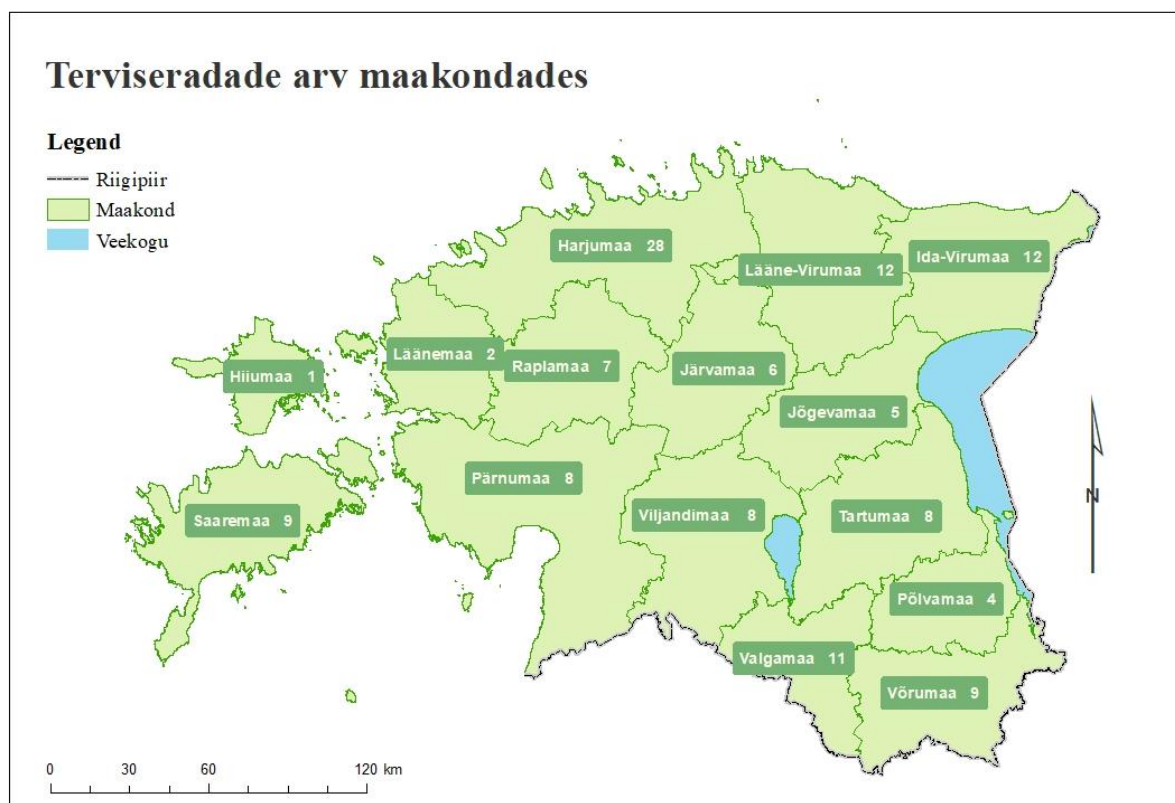 Terviseradade arv maakondades
Legend
Riigipiir
Maakond
Veekogu
Harjumaa 28
Lääne-Virumaa 12
Ida-Virumaa 12
Hiiumaa 1
Läänemaa 2
Raplamaa 7
Järvamaa 6
Jõgevamaa 5
Saaremaa 9
Pärnumaa 8
Viljandimaa 8
Tartumaa 8
Põlvamaa 4
Valgamaa 11
Võrumaa 9
N
0 30 60 120 km